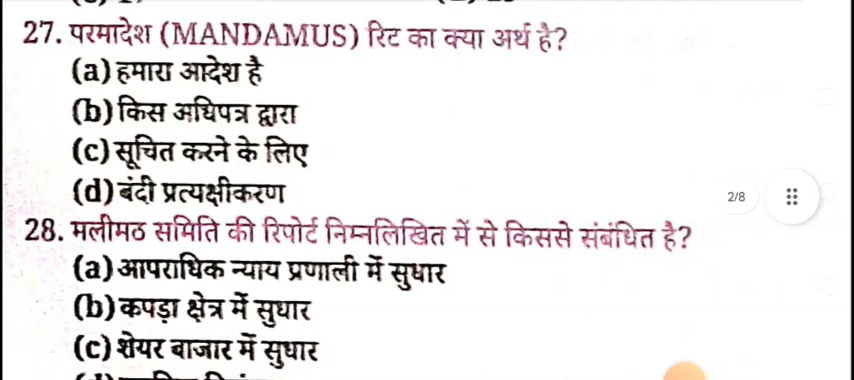 27. परमादेश (MANDAMUS) रिट का क्या अर्थ है?
(a) हमारा आदेश है
(b) किस अधिपत्र द्वारा
(c) सूचित करने के लिए
(d) बंदी प्रत्यक्षीकरण
2/8
28. मलीमठ समिति की रिपोर्ट निम्नलिखित में से किससे संबंधित है?
(a) आपराधिक न्याय प्रणाली में सुधार
(b) कपड़ा क्षेत्र में सुधार
(c) शेयर बाजार में सुधार